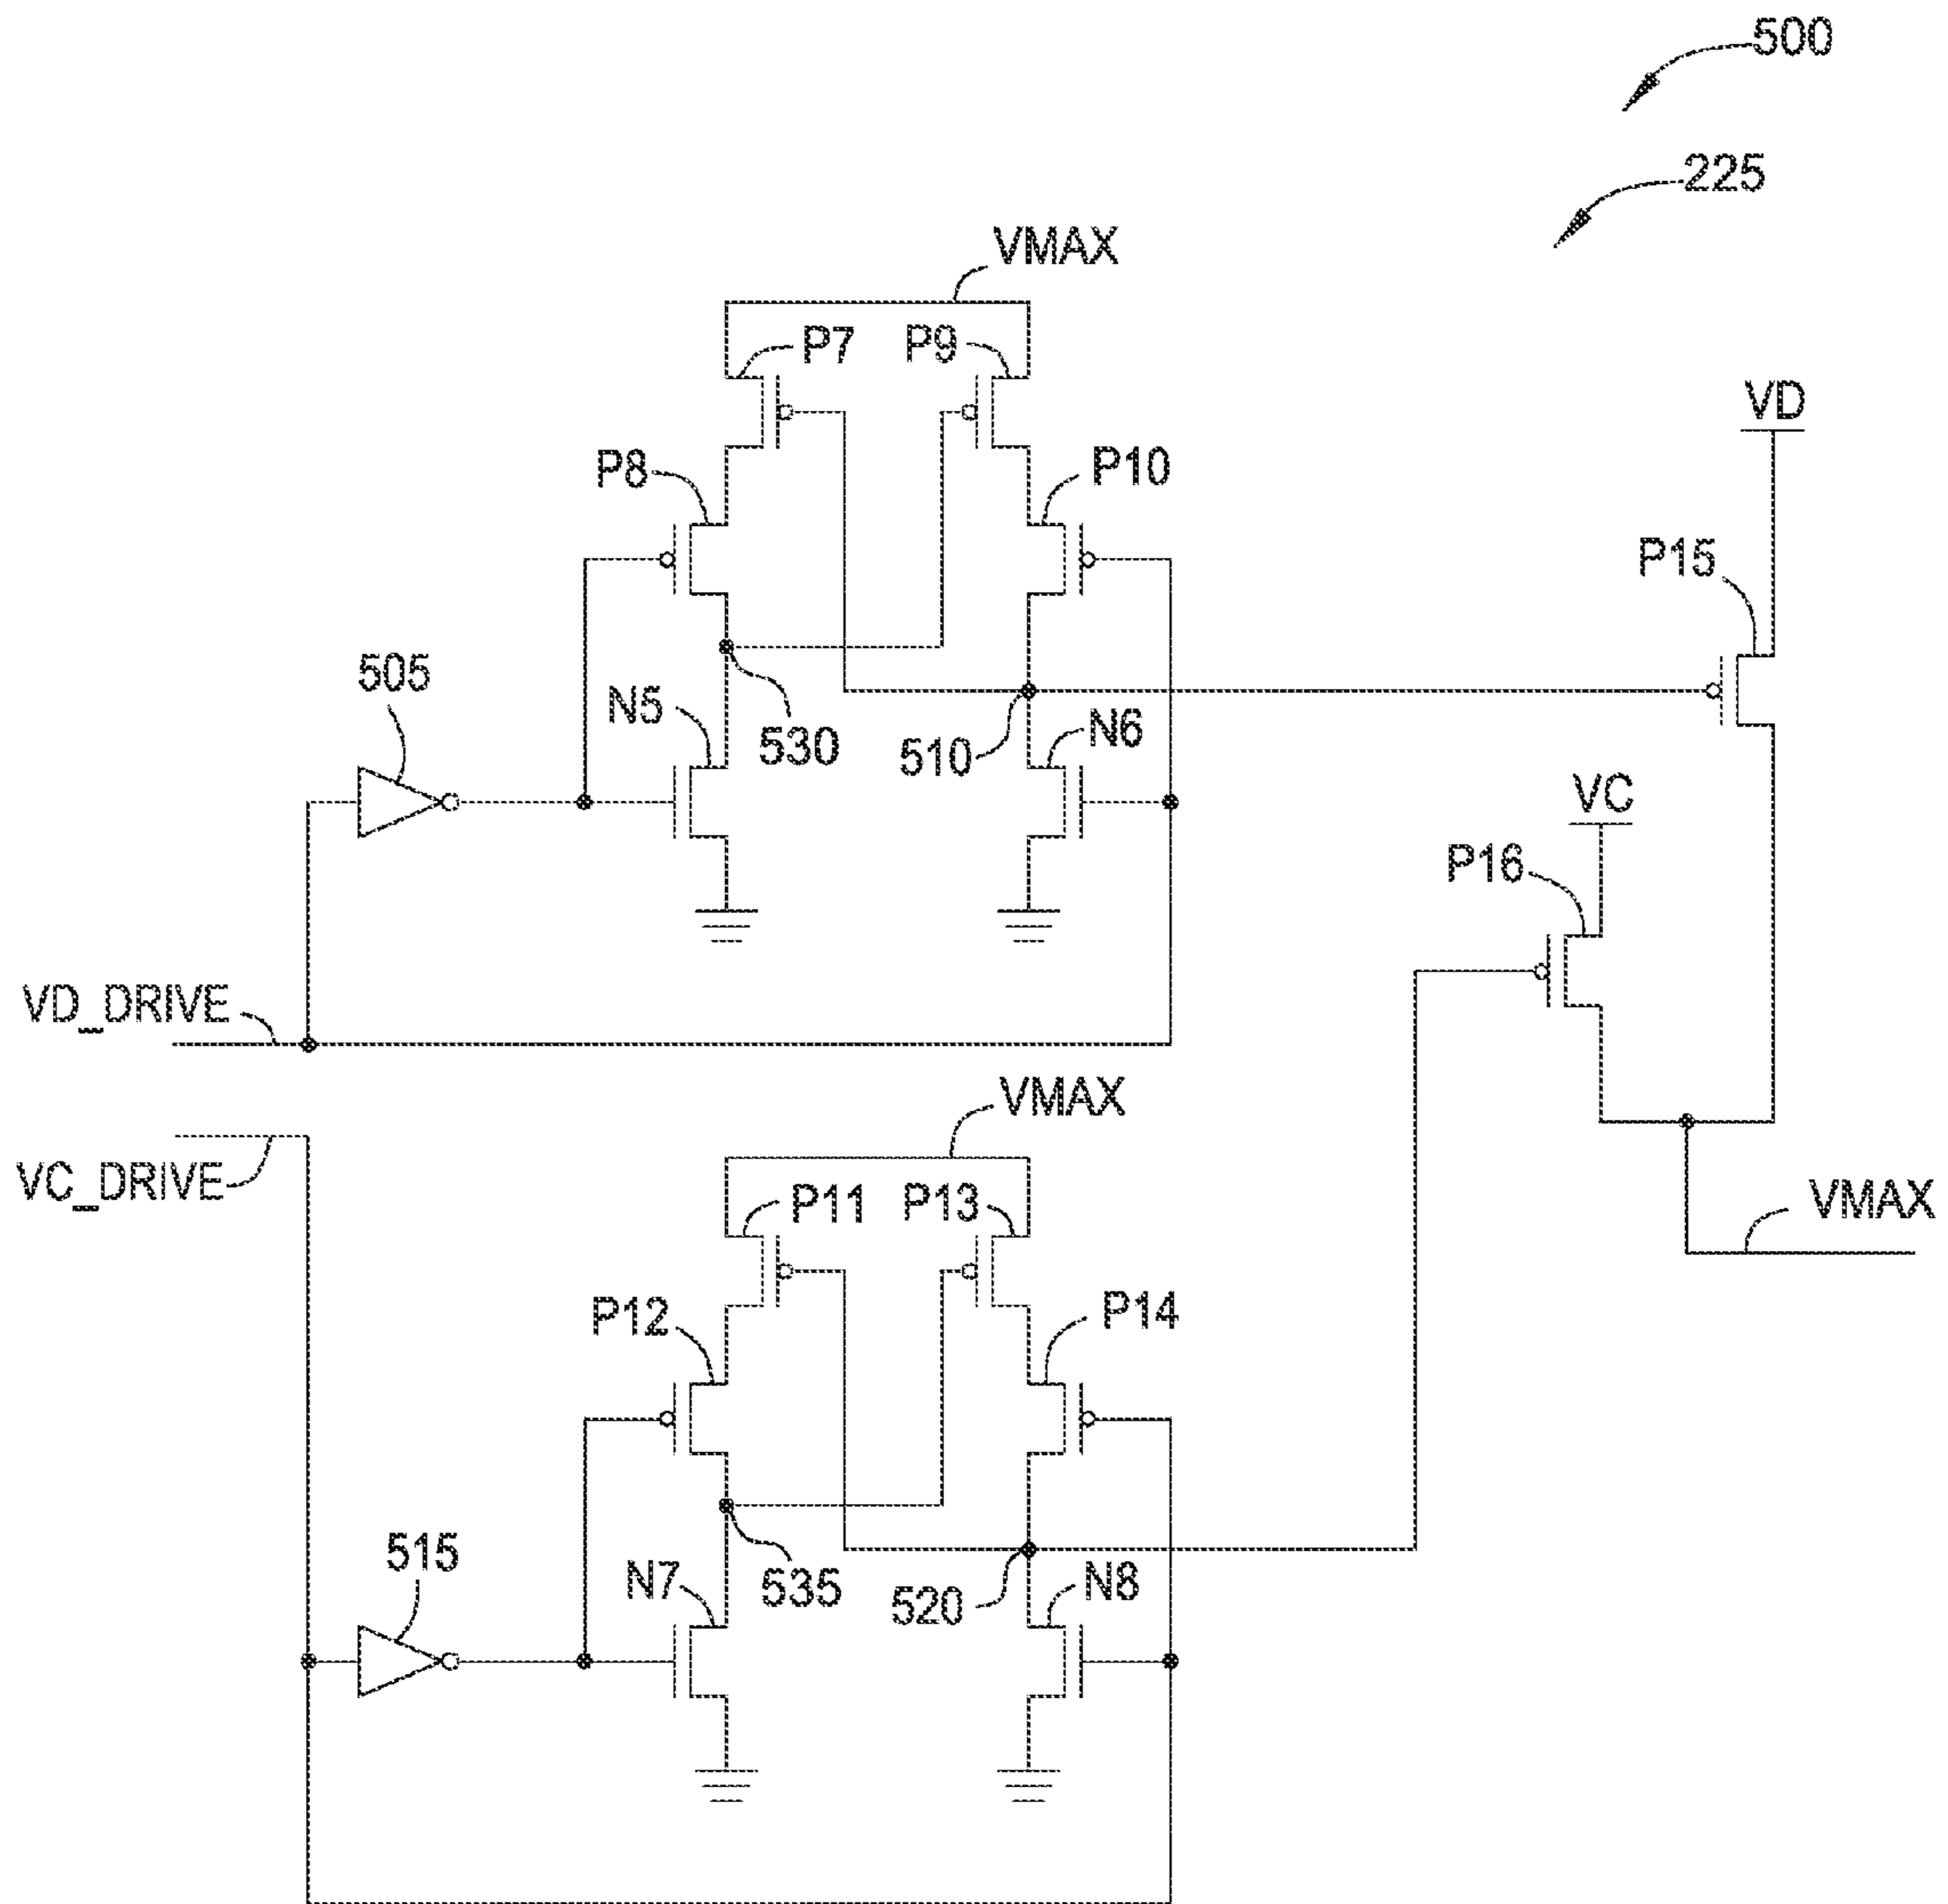 500
225
VMAX
P7
P9
VD
P8
P10
P15
505
N5
530
510
N6
VC
P16
VD_DRIVE
VMAX
VC_DRIVE
P11
P13
VMAX
P12
P14
515
N7
535
520
N8